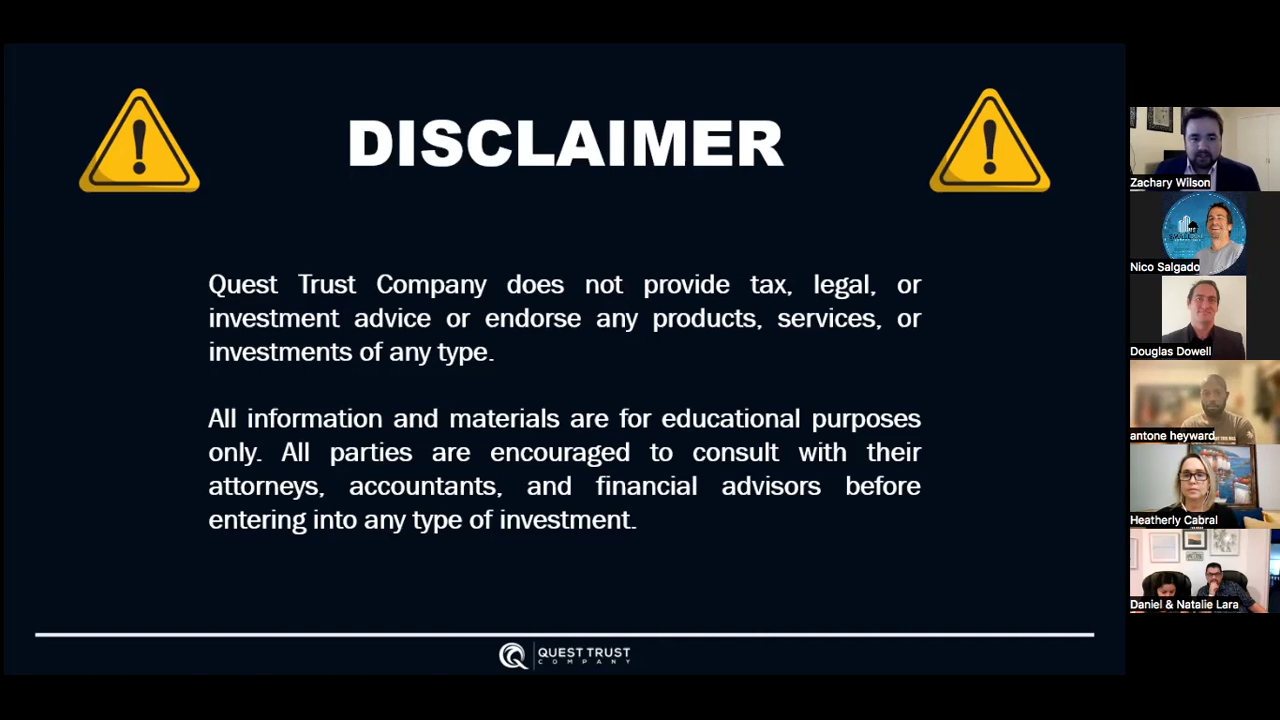 DISCLAIMER
Quest Trust Company does not provide tax, legal, or
investment advice or endorse any products, services, or
investments of any type.
All information and materials are for educational purposes
only. All parties are encouraged to consult with their
attorneys, accountants, and financial advisors before
entering into any type of investment.
QUEST TRUST
COMPANY
Zachary Wilson
Nico Salgado
Douglas Dowell
antone heyward
Heatherly Cabral
Daniel & Natalie Lara